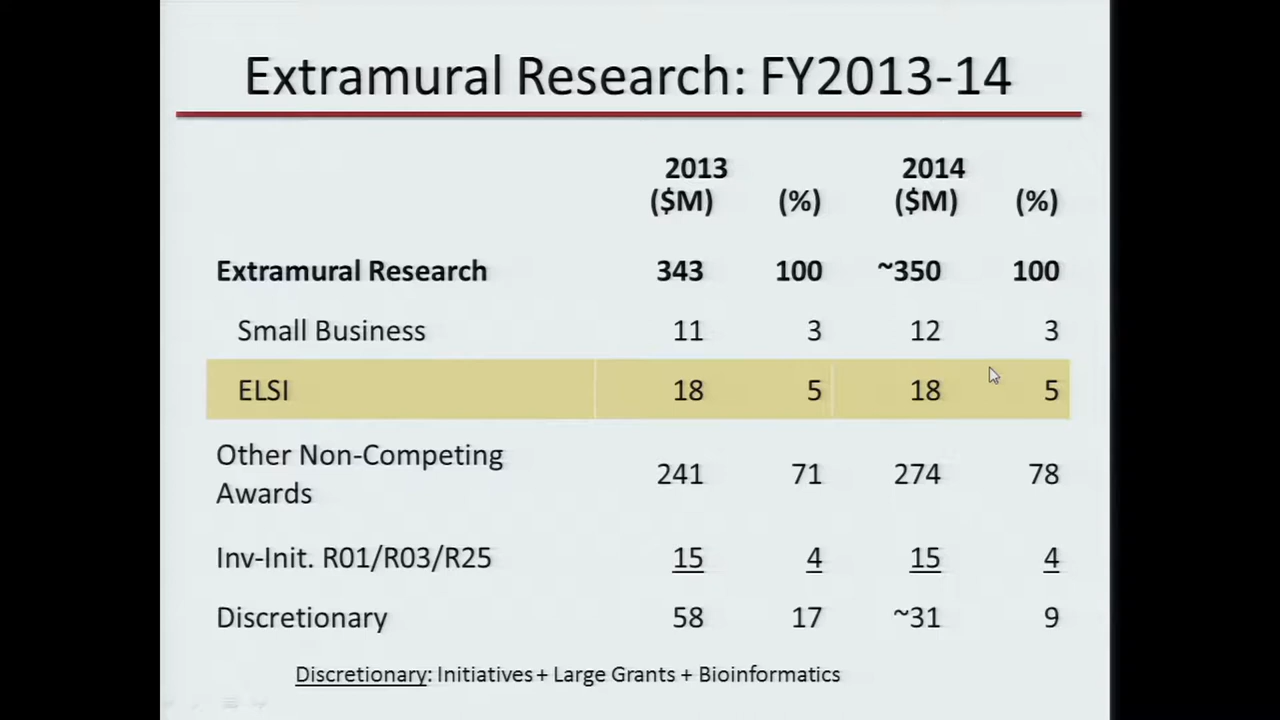 Extramural Research: FY2013-14
2013 2014
($M) (%) ($M) (%)
Extramural Research 343 100 ~350 100
Small Business 11 3 12 3
ELSI 18 5 18 5
Other Non-Competing
Awards 241 71 274 78
Inv-Init. R01/R03/R25 15 4 15 4
Discretionary 58 17 ~31 9
Discretionary: Initiatives + Large Grants + Bioinformatics